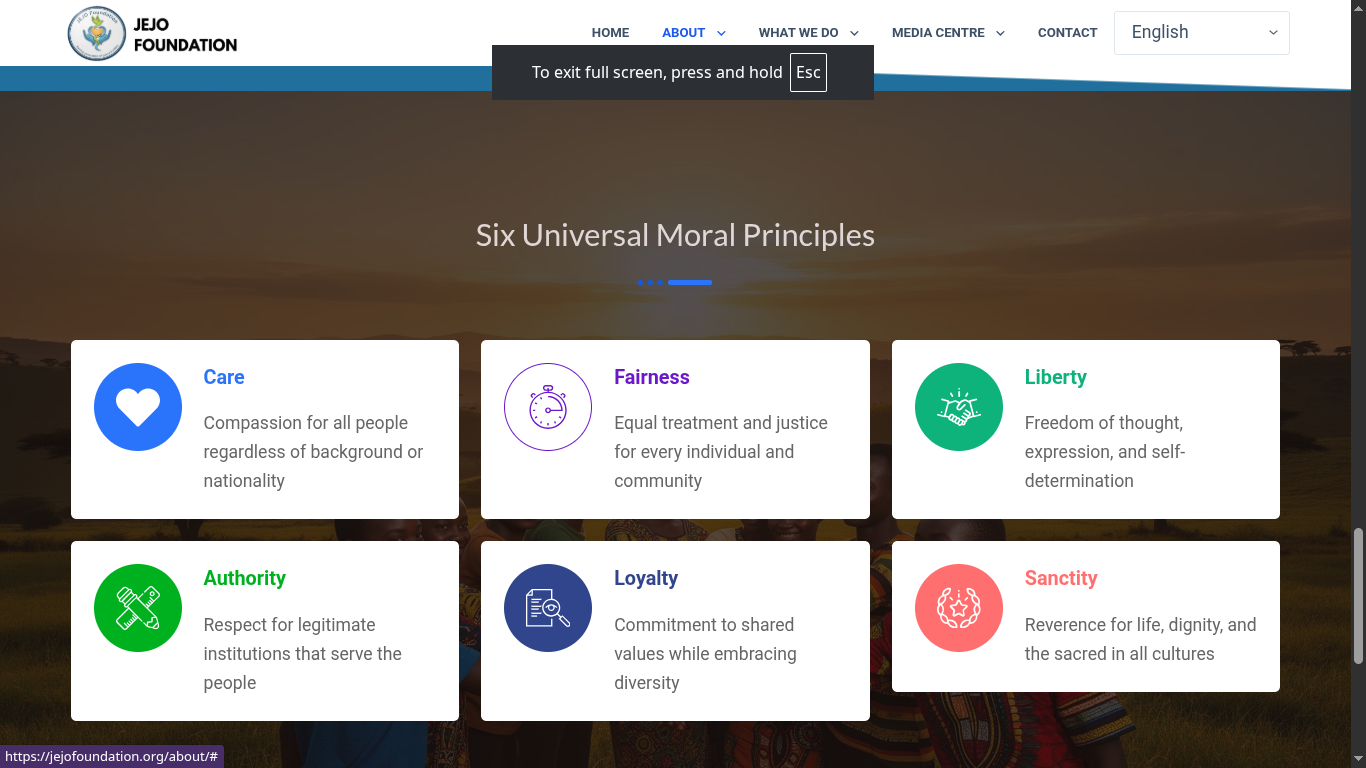 JEJO
FOUNDATION
HOME ABOUT WHAT WE DO MEDIA CENTRE CONTACT English
To exit full screen, press and hold Esc
Six Universal Moral Principles
Care
Compassion for all people
regardless of background or
nationality
Fairness
Equal treatment and justice
for every individual and
community
Liberty
Freedom of thought,
expression, and self-
determination
Authority
Respect for legitimate
institutions that serve the
people
Loyalty
Commitment to shared
values while embracing
diversity
Sanctity
Reverence for life, dignity, and
the sacred in all cultures
https://jejofoundation.org/about/#